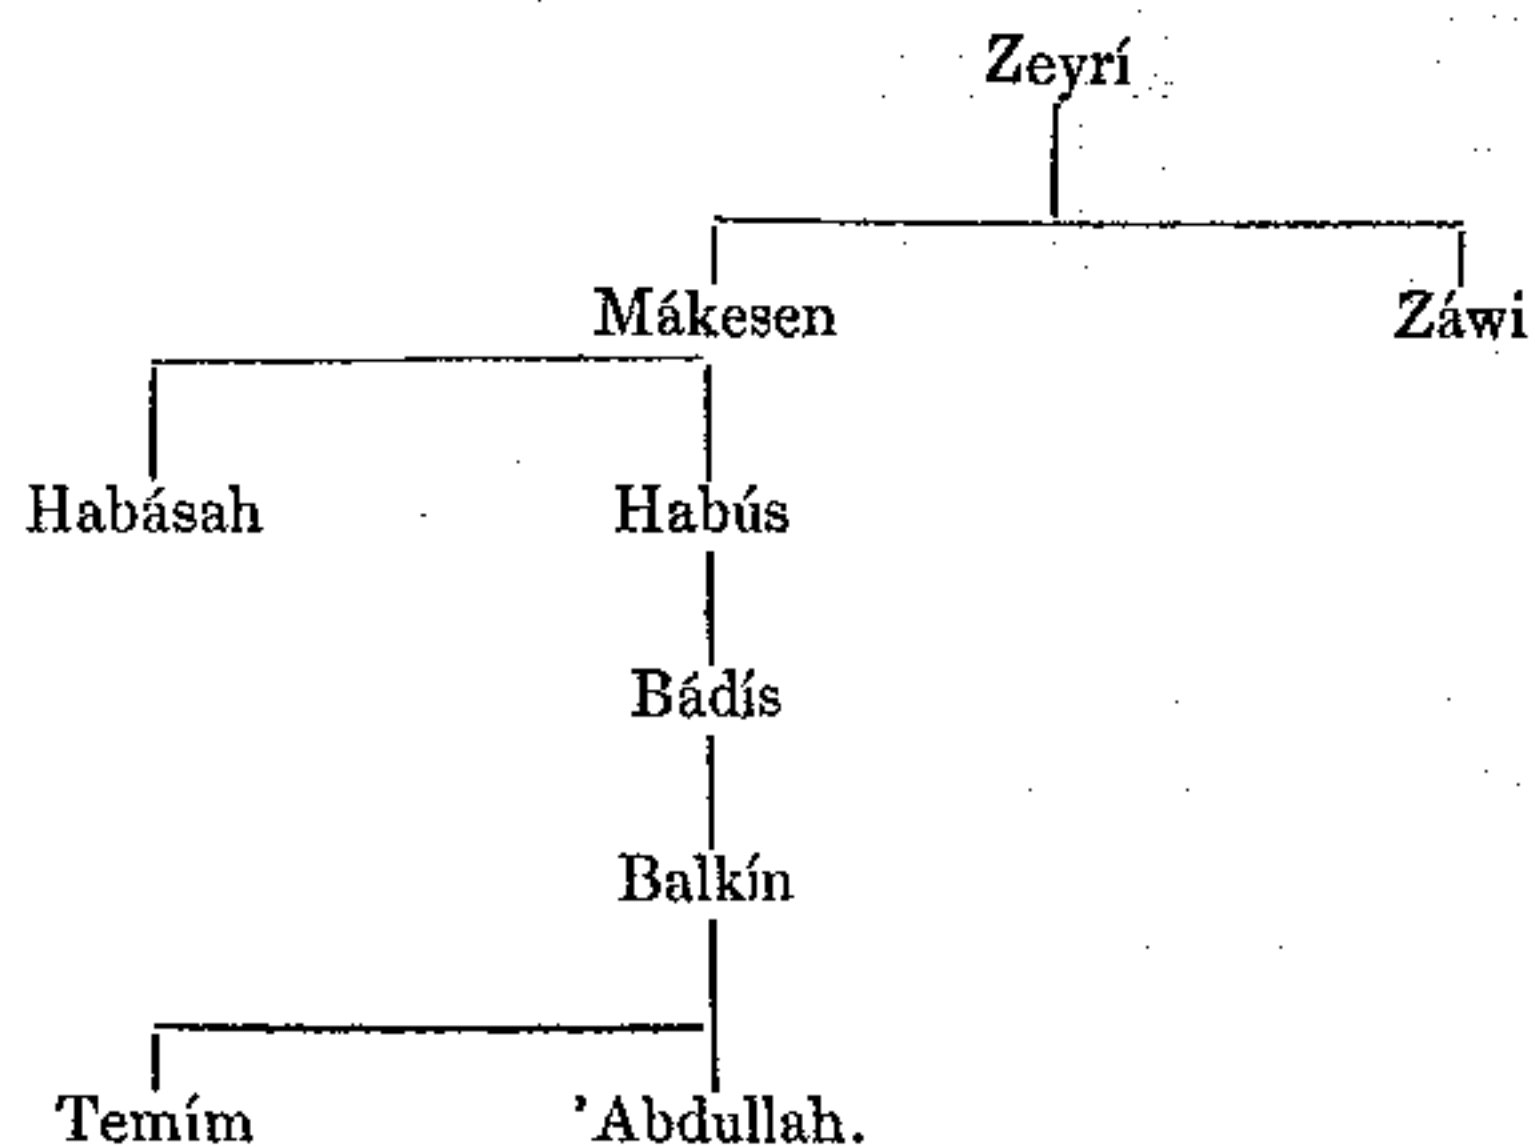 Zeyrí
Mákesen Záwi
Habásah Habús
Bádís
Balkín
Temím ’Abdullah.